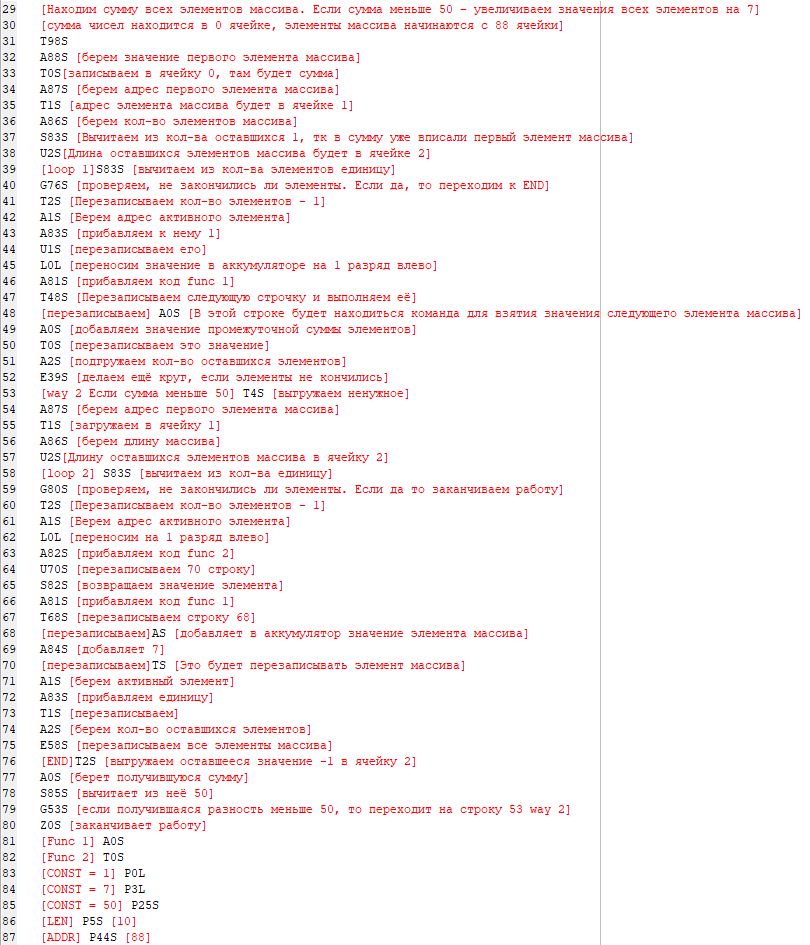 29 [Находим сумму всех элементов массива. Если сумма меньше 50 - увеличиваем значения всех элементов на 7]
30 [сумма чисел находится в 0 ячейке, элементы массива начинаются с 88 ячейки]
31 T98S
32 A88S [берем значение первого элемента массива]
33 T0S[записываем в ячейку 0, там будет сумма]
34 A87S [берем адрес первого элемента массива]
35 T1S [адрес элемента массива будет в ячейке 1]
36 A86S [берем кол-во элементов массива]
37 S83S [Вычитаем из кол-ва оставшихся 1, тк в сумму уже вписали первый элемент массива]
38 U2S[Длина оставшихся элементов массива будет в ячейке 2]
39 [loop 1]S83S [вычитаем из кол-ва элементов единицу]
40 G76S [проверяем, не закончились ли элементы. Если да, то переходим к END]
41 T2S [Перезаписываем кол-во элементов - 1]
42 A1S [Берем адрес активного элемента]
43 A83S [прибавляем к нему 1]
44 U1S [перезаписываем его]
45 L0L [переносим значение в аккумуляторе на 1 разряд влево]
46 A81S [прибавляем код func 1]
47 T48S [Перезаписываем следующую строчку и выполняем её]
48 [перезаписываем] A0S [В этой строке будет находиться команда для взятия значения следующего элемента массива]
49 A0S [добавляем значение промежуточной суммы элементов]
50 T0S [перезаписываем это значение]
51 A2S [подгружаем кол-во оставшихся элементов]
52 E39S [делаем ещё круг, если элементы не кончились]
53 [way 2 Если сумма меньше 50] T4S [выгружаем ненужное]
54 A87S [берем адрес первого элемента массива]
55 T1S [загружаем в ячейку 1]
56 A86S [берем длину массива]
57 U2S[Длину оставшихся элементов массива в ячейку 2]
58 [loop 2] S83S [вычитаем из кол-ва единицу]
59 G80S [проверяем, не закончились ли элементы. Если да то заканчиваем работу]
60 T2S [Перезаписываем кол-во элементов - 1]
61 A1S [Берем адрес активного элемента]
62 L0L [переносим на 1 разряд влево]
63 A82S [прибавляем код func 2]
64 U70S [перезаписываем 70 строку]
65 S82S [возвращаем значение элемента]
66 A81S [прибавляем код func 1]
67 T68S [перезаписываем строку 68]
68 [перезаписываем]AS [добавляет в аккумулятор значение элемента массива]
69 A84S [добавляет 7]
70 [перезаписываем]TS [Это будет перезаписывать элемент массива]
71 A1S [берем активный элемент]
72 A83S [прибавляем единицу]
73 T1S [перезаписываем]
74 A2S [берем кол-во оставшихся элементов]
75 E58S [перезаписываем все элементы массива]
76 [END]T2S [выгружаем оставшееся значение -1 в ячейку 2]
77 A0S [берет получившуюся сумму]
78 S85S [вычитает из неё 50]
79 G53S [если получившаяся разность меньше 50, то переходит на строку 53 way 2]
80 Z0S [заканчивает работу]
81 [Func 1] A0S
82 [Func 2] T0S
83 [CONST = 1] P0L
84 [CONST = 7] P3L
85 [CONST = 50] P25S
86 [LEN] P5S [10]
87 [ADDR] P44S [88]